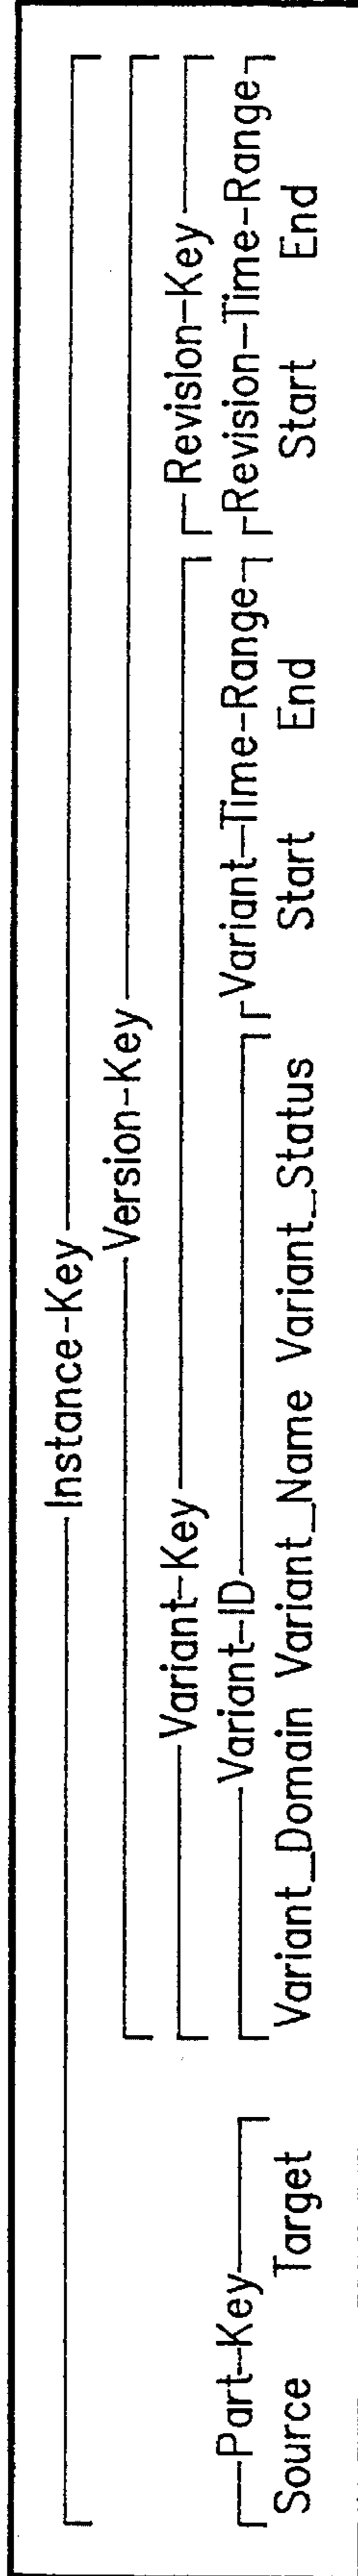 Instance-Key
Version-Key
Variant-Key Revision-Key
Part-Key Variant-ID Variant-Time-Range Revision-Time-Range
Source Target Variant_Domain Variant_Name Variant_Status Start End Start End